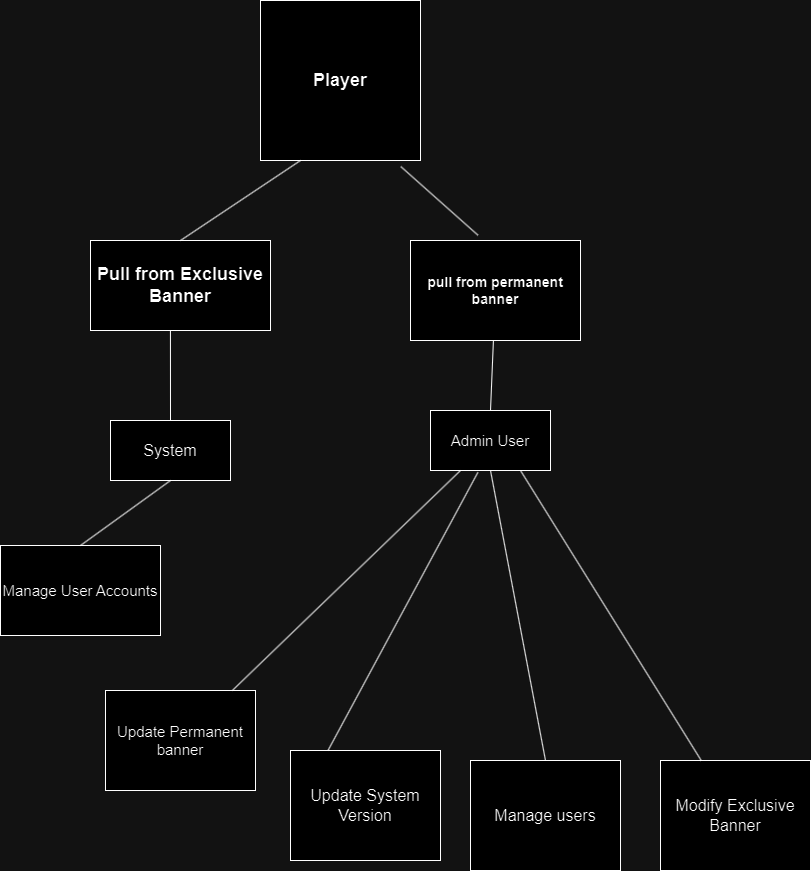 Player
Pull from Exclusive
Banner
pull from permanent
banner
System
Admin User
Manage User Accounts
Update Permanent
banner
Update System
Version
Manage users
Modify Exclusive
Banner